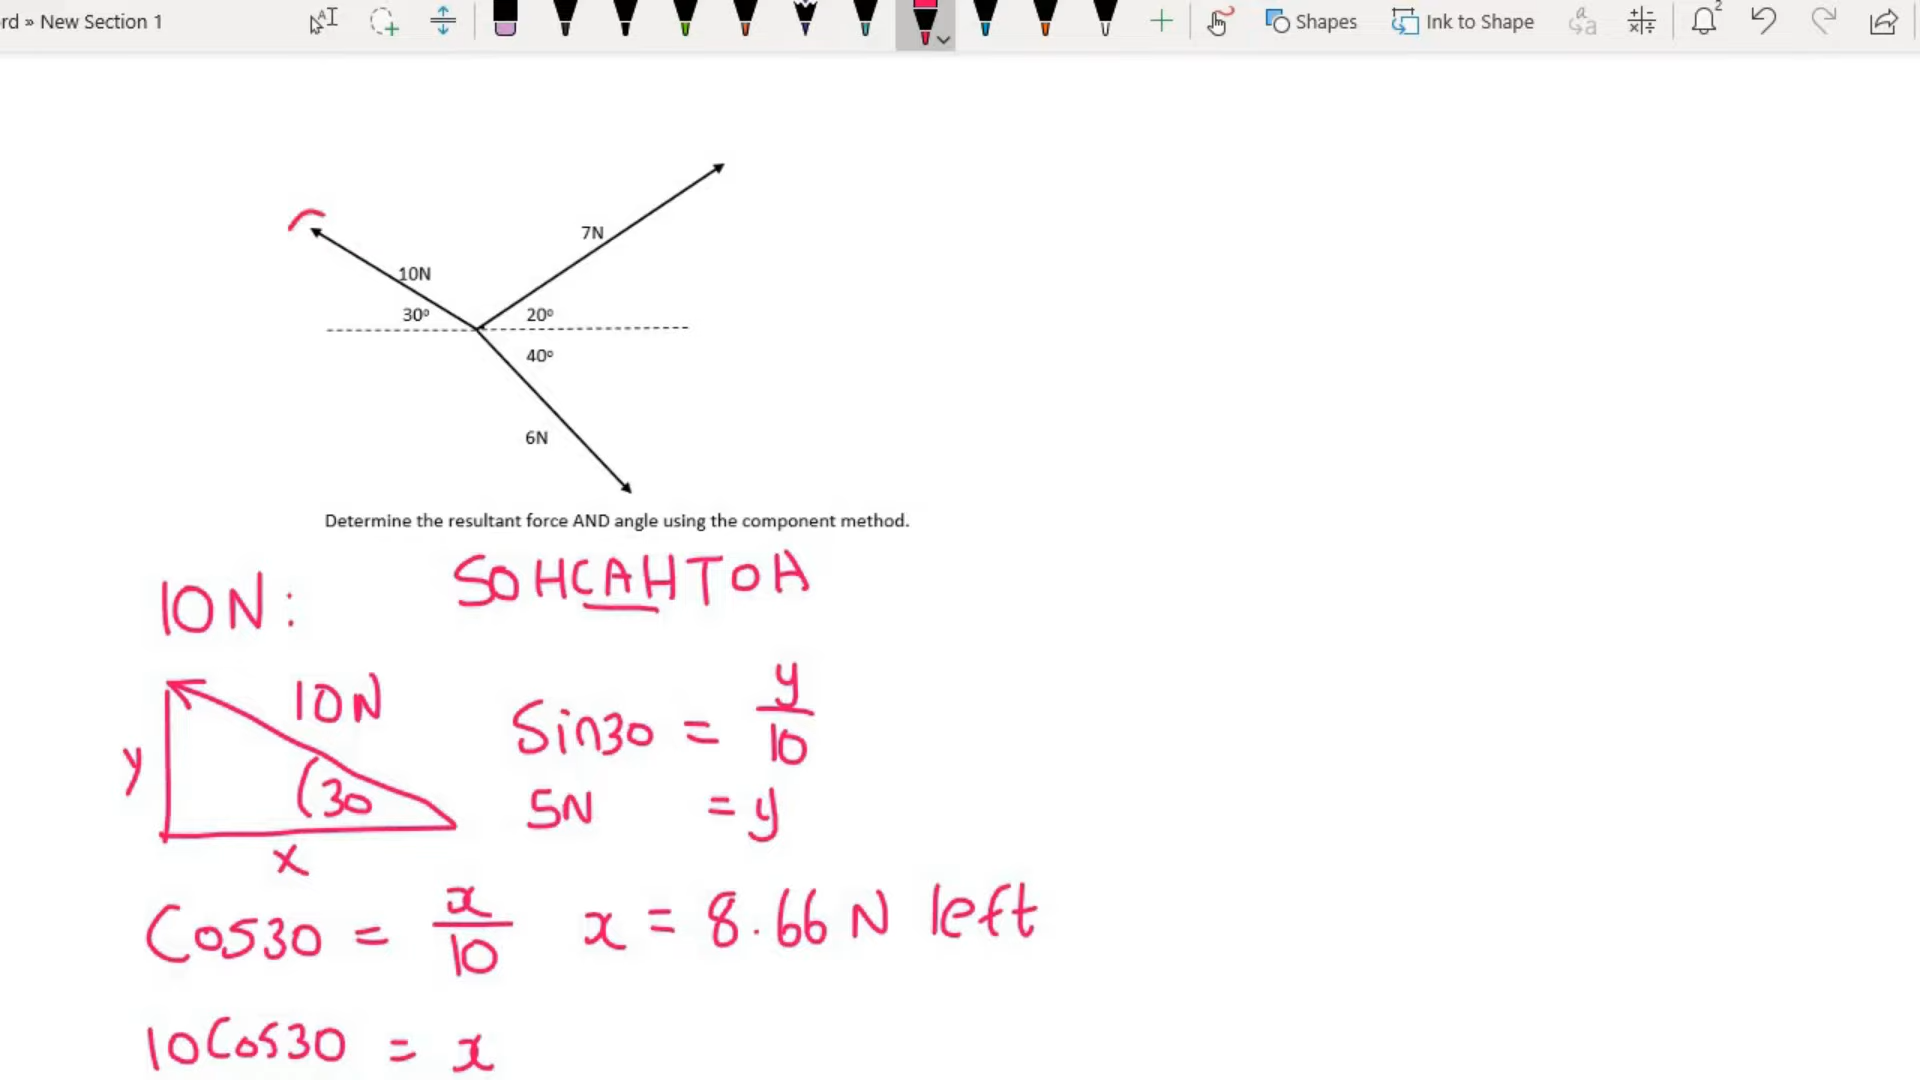 rd » New Section 1
Shapes
Ink to Shape
2
7N
10N
30°
20°
40°
6N
Determine the resultant force AND angle using the component method.
10N:
SOHCAHTOA
10N
y
(30
x
Sin30 = y/10
5N = y
Cos30 = x/10
x = 8.66 N left
10Cos30 = x